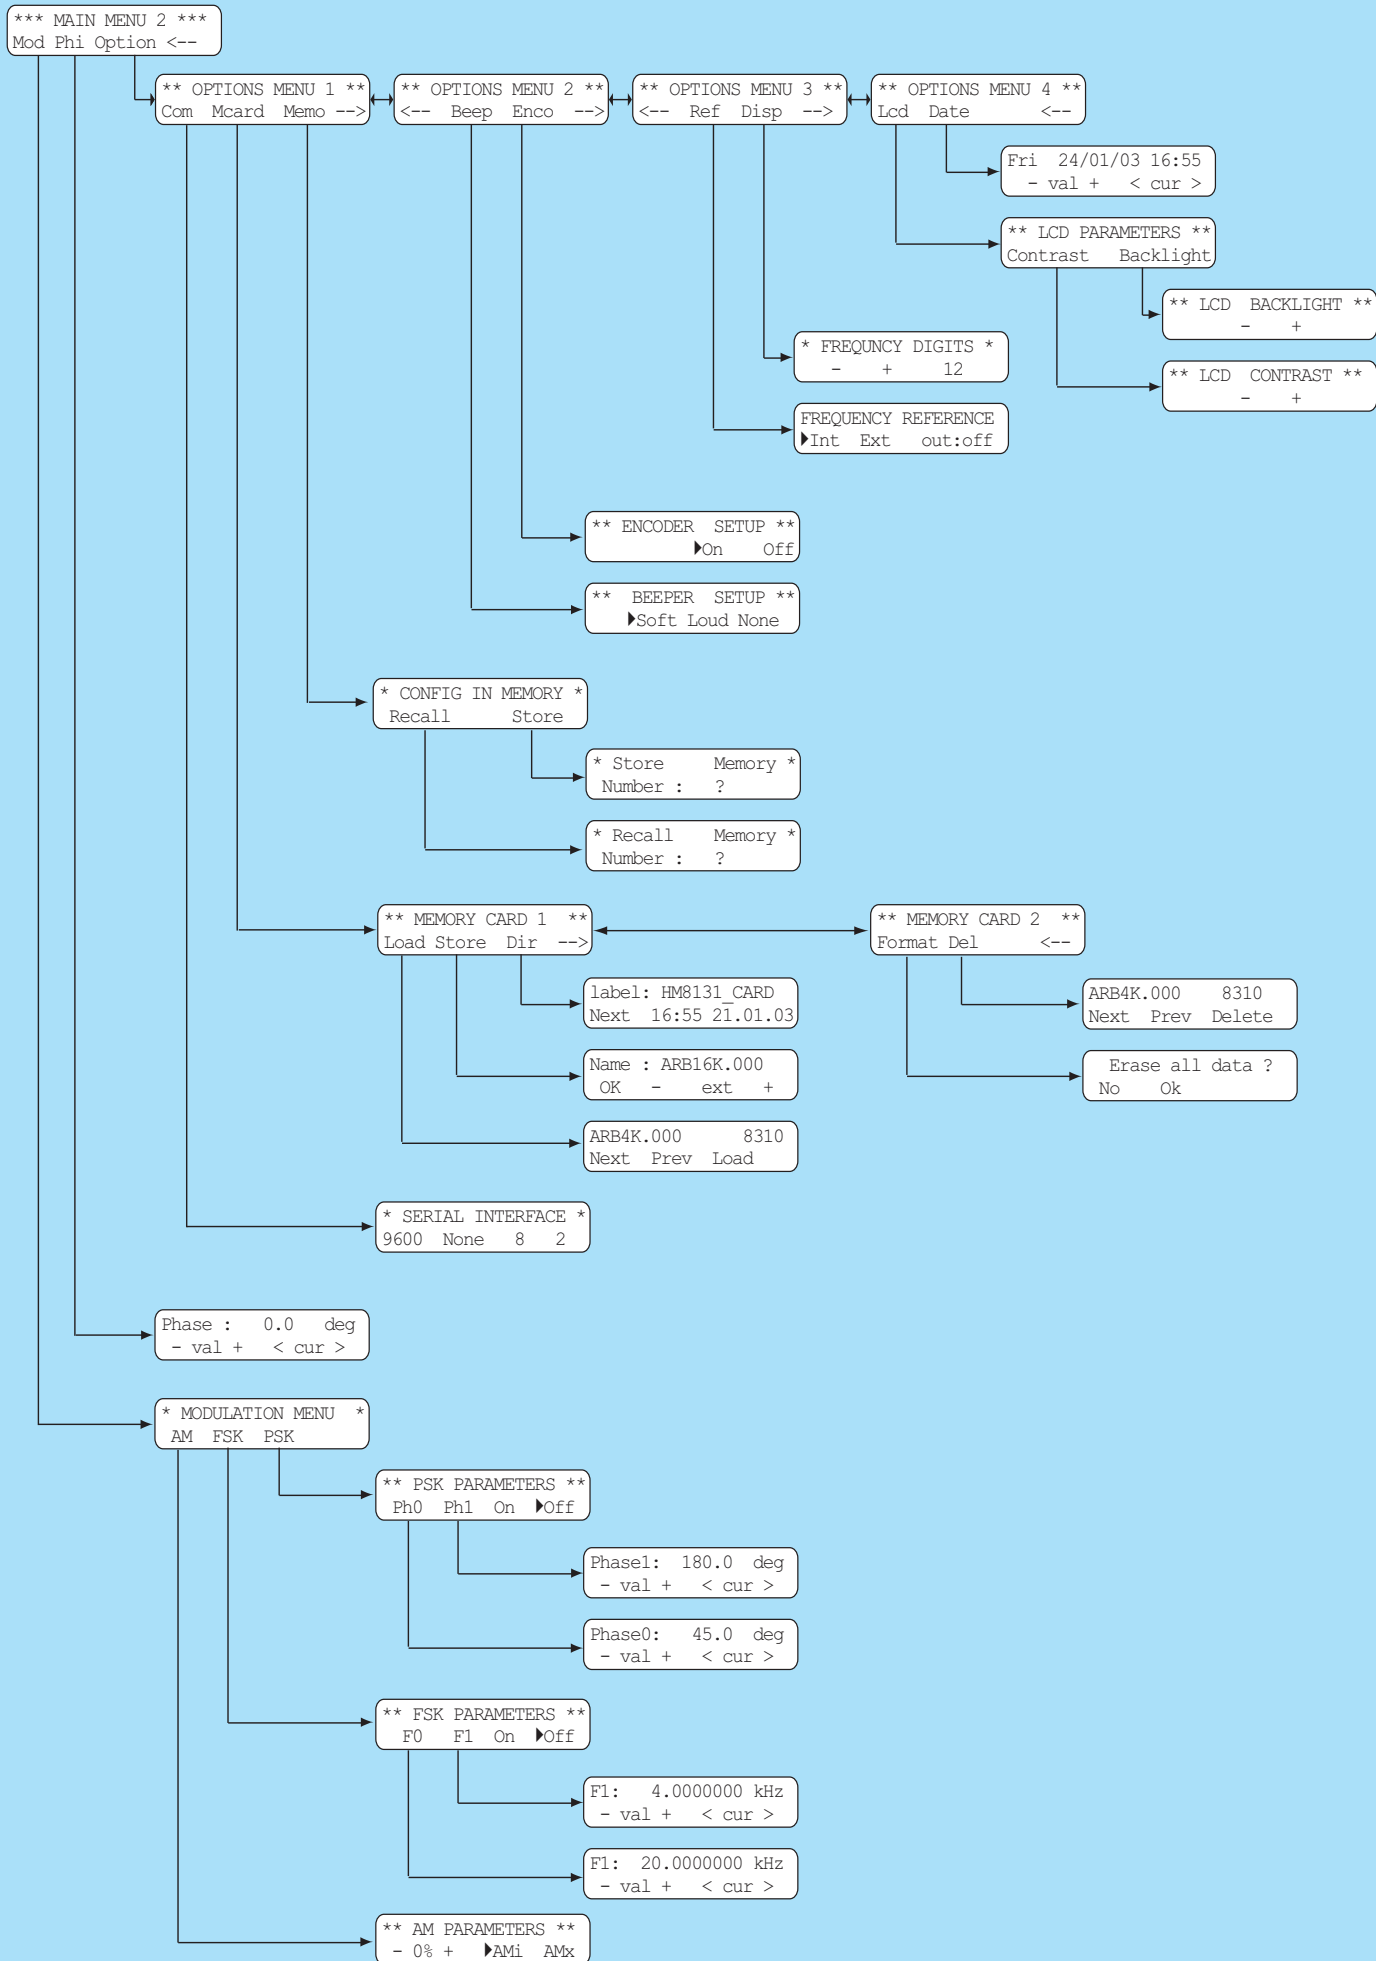 *** MAIN MENU 2 ***
Mod Phi Option <--
** OPTIONS MENU 1 **
Com Mcard Memo -->
** OPTIONS MENU 2 **
<-- Beep Enco -->
** OPTIONS MENU 3 **
<-- Ref Disp -->
** OPTIONS MENU 4 **
Lcd Date <--
Fri 24/01/03 16:55
- val + < cur >
** LCD PARAMETERS **
Contrast Backlight
** LCD BACKLIGHT **
- +
* FREQUNCY DIGITS *
- + 12
** LCD CONTRAST **
- +
FREQUENCY REFERENCE
▶Int Ext out:off
** ENCODER SETUP **
▶On Off
** BEEPER SETUP **
▶Soft Loud None
* CONFIG IN MEMORY *
Recall Store
* Store Memory *
Number : ?
* Recall Memory *
Number : ?
** MEMORY CARD 1 **
Load Store Dir -->
** MEMORY CARD 2 **
Format Del <--
label: HM8131_CARD
Next 16:55 21.01.03
ARB4K.000 8310
Next Prev Delete
Name : ARB16K.000
OK - ext +
Erase all data ?
No Ok
ARB4K.000 8310
Next Prev Load
* SERIAL INTERFACE *
9600 None 8 2
Phase : 0.0 deg
- val + < cur >
* MODULATION MENU *
AM FSK PSK
** PSK PARAMETERS **
Ph0 Ph1 On ▶Off
Phase1: 180.0 deg
- val + < cur >
Phase0: 45.0 deg
- val + < cur >
** FSK PARAMETERS **
F0 F1 On ▶Off
F1: 4.0000000 kHz
- val + < cur >
F1: 20.0000000 kHz
- val + < cur >
** AM PARAMETERS **
- 0% + ▶AMi AMx